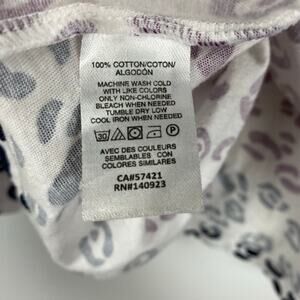 100% COTTON/COTON/
ALGODÓN
MACHINE WASH COLD
WITH LIKE COLORS
ONLY NON-CHLORINE
BLEACH WHEN NEEDED
TUMBLE DRY LOW
COOL IRON WHEN NEEDED
30 P
AVEC DES COULEURS
SEMBLABLES CON
COLORES SIMILARES
CA#57421
RN#140923